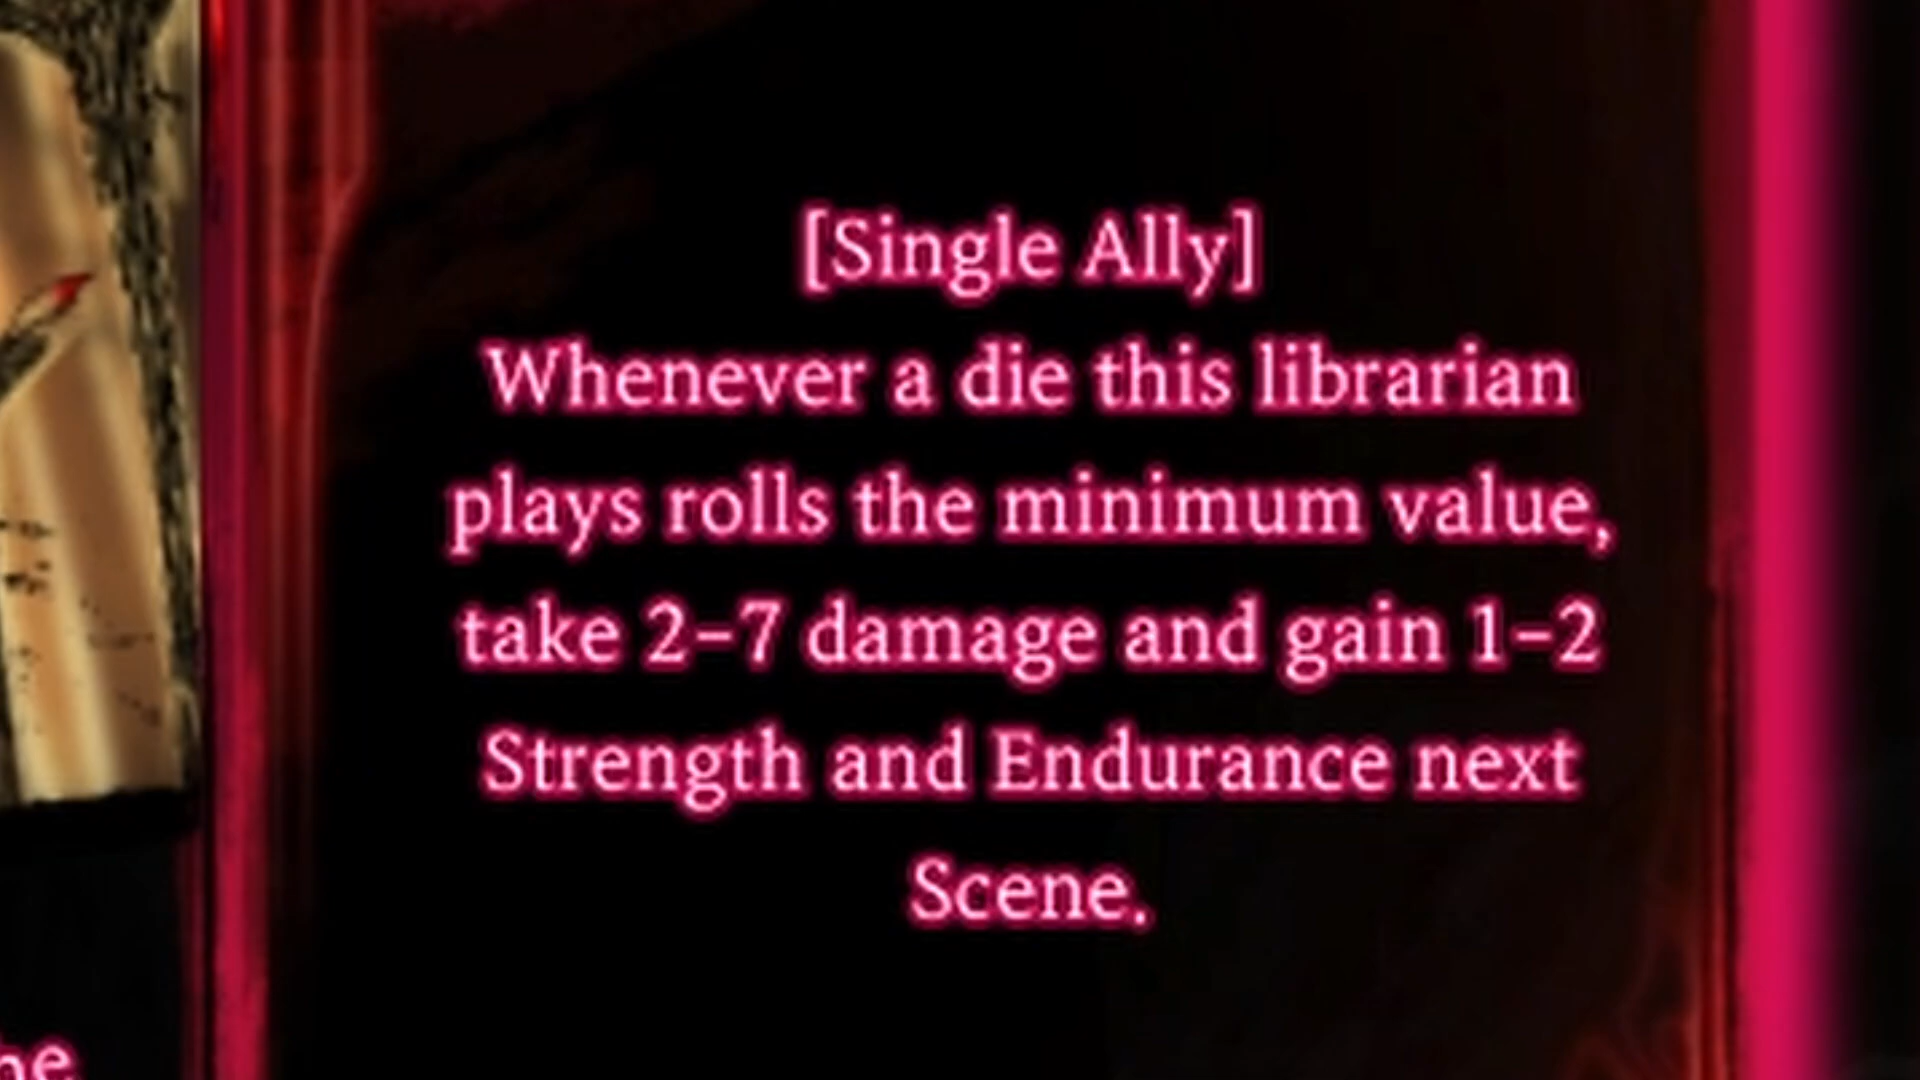 [Single Ally]
Whenever a die this librarian
plays rolls the minimum value,
take 2–7 damage and gain 1–2
Strength and Endurance next
Scene.